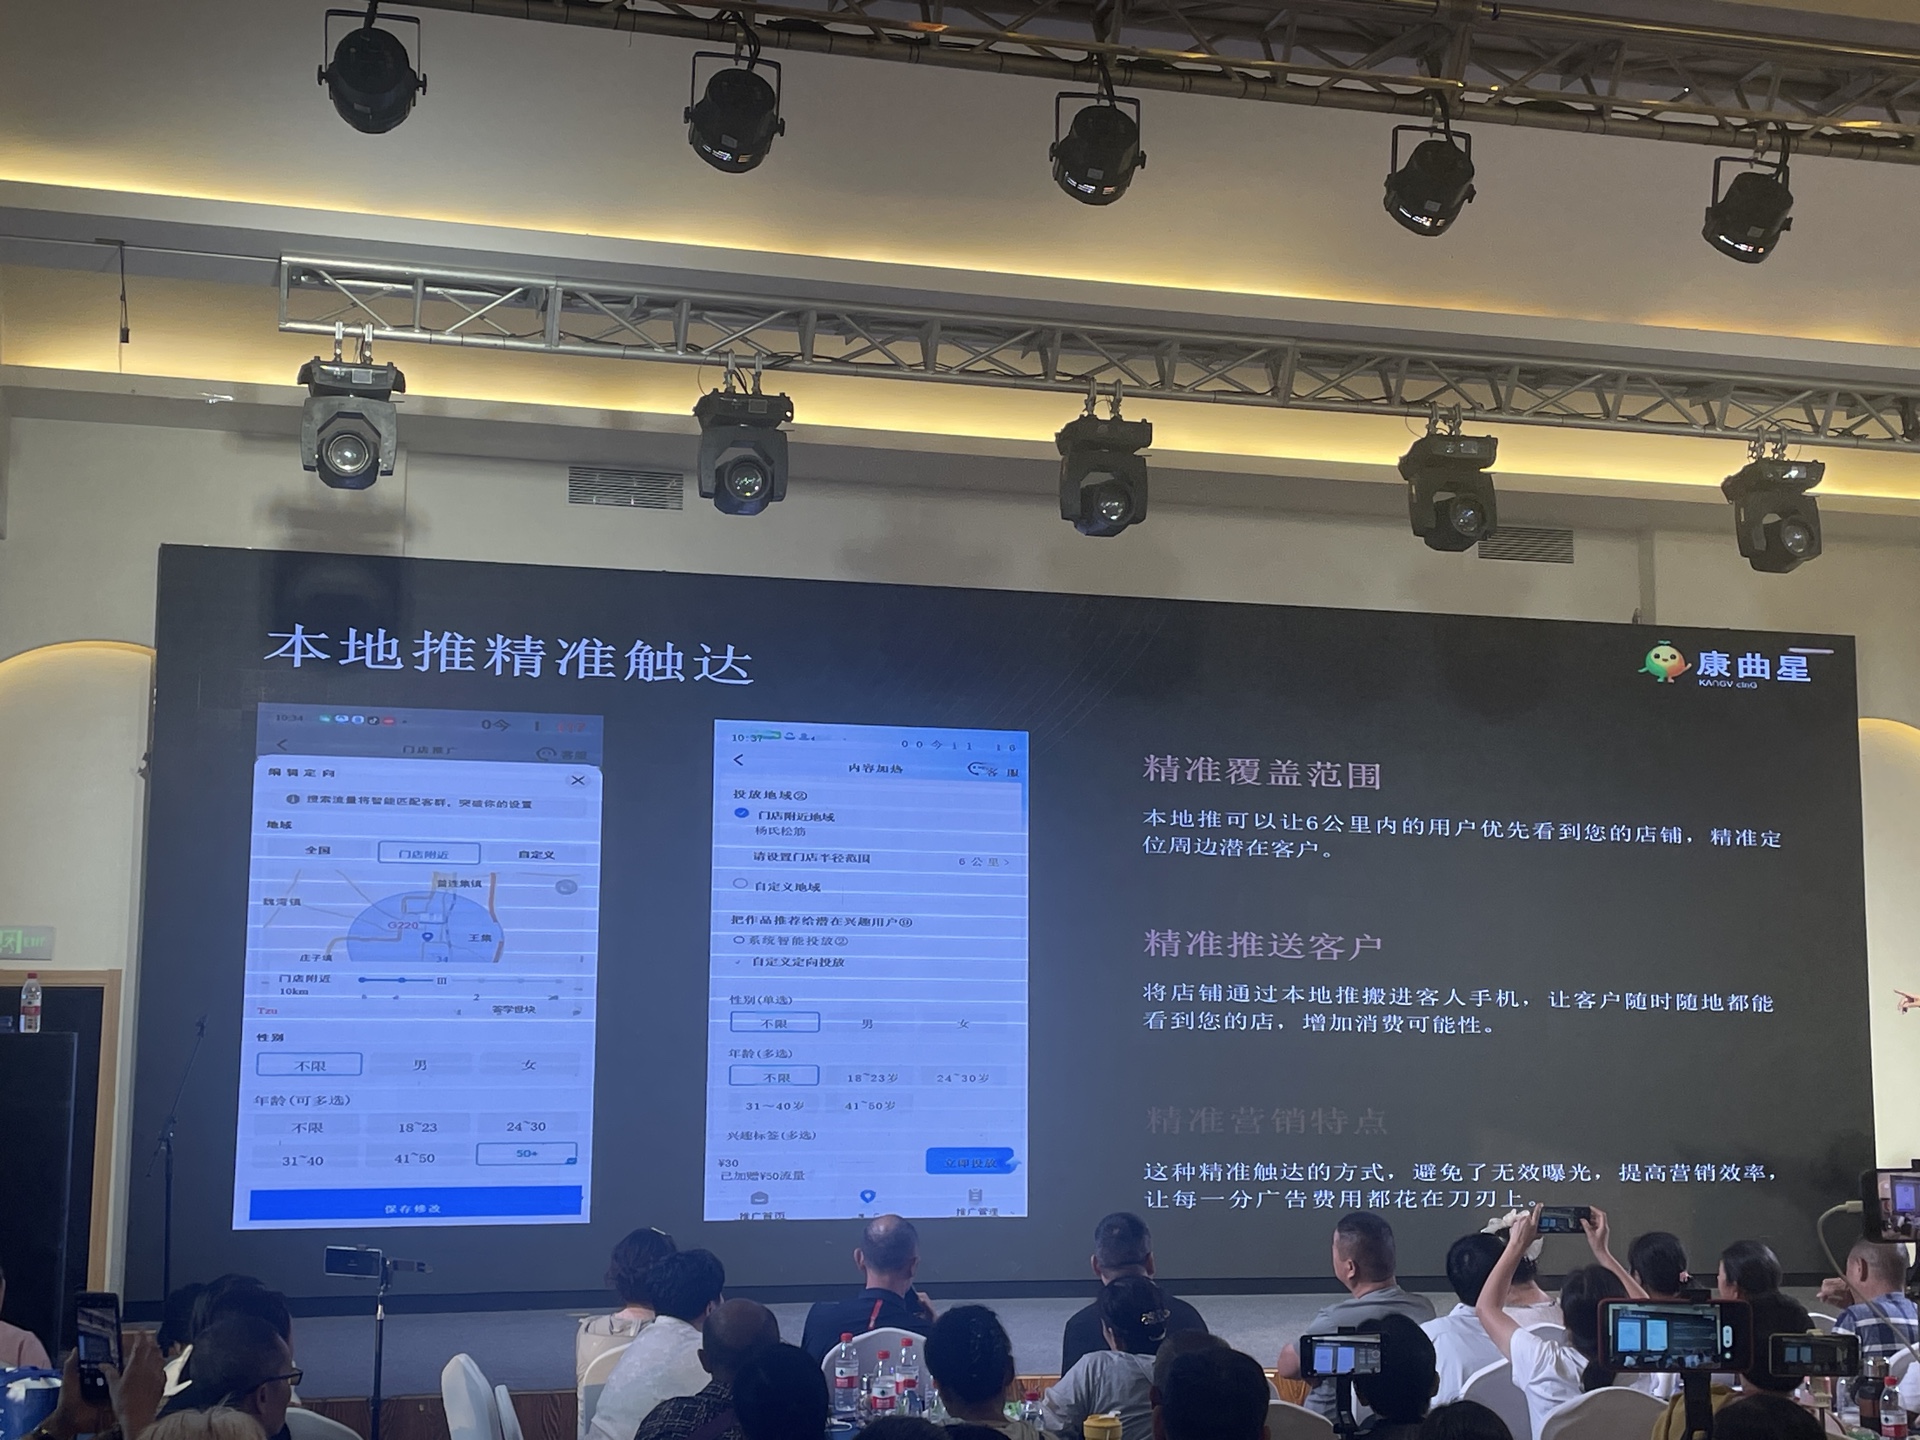 本地推精准触达
康曲星
10:34
门店推广
客服
编辑定向
搜索流量将智能匹配客群，突破你的设置
地域
全国 门店附近 自定义
魏湾镇
G220
王集
门店附近
10km
性别
不限 男 女
年龄(可多选)
不限 18~23 24~30
31~40 41~50 50+
保存修改
10:37
内容加热
客 服
投放地域
门店附近地域
杨氏松筋
请设置门店半径范围 6 公里>
自定义地域
把作品推荐给潜在兴趣用户
系统智能投放
自定义定向投放
性别(单选)
不限 男 女
年龄(多选)
不限 18~23岁 24~30岁
31~40岁 41~50岁
兴趣标签(多选)
¥30
已加赠¥50流量
立即投放
推广首页 推广管理
精准覆盖范围
本地推可以让6公里内的用户优先看到您的店铺，精准定
位周边潜在客户。
精准推送客户
将店铺通过本地推搬进客人手机，让客户随时随地都能
看到您的店，增加消费可能性。
精准营销特点
这种精准触达的方式，避免了无效曝光，提高营销效率，
让每一分广告费用都花在刀刃上。